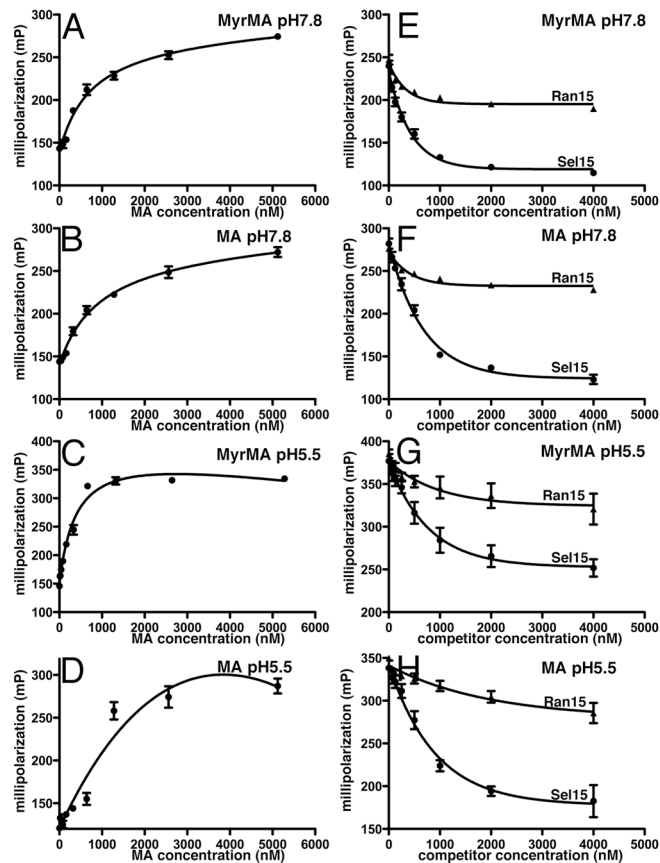 A
MyrMA pH7.8
millipolarization (mP)
300
250
200
150
100
0 1000 2000 3000 4000 5000 6000
MA concentration (nM)
E
MyrMA pH7.8
millipolarization (mP)
300
250
200
150
100
Ran15
Sel15
0 1000 2000 3000 4000 5000
competitor concentration (nM)
B
MA pH7.8
millipolarization (mP)
300
250
200
150
100
0 1000 2000 3000 4000 5000 6000
MA concentration (nM)
F
MA pH7.8
millipolarization (mP)
300
250
200
150
100
Ran15
Sel15
0 1000 2000 3000 4000 5000
competitor concentration (nM)
C
MyrMA pH5.5
millipolarization (mP)
400
350
300
250
200
150
100
0 1000 2000 3000 4000 5000 6000
MA concentration (nM)
G
MyrMA pH5.5
millipolarization (mP)
400
350
300
250
200
Ran15
Sel15
0 1000 2000 3000 4000 5000
competitor concentration (nM)
D
MA pH5.5
millipolarization (mP)
300
250
200
150
0 1000 2000 3000 4000 5000 6000
MA concentration (nM)
H
MA pH5.5
millipolarization (mP)
350
300
250
200
150
Ran15
Sel15
0 1000 2000 3000 4000 5000
competitor concentration (nM)